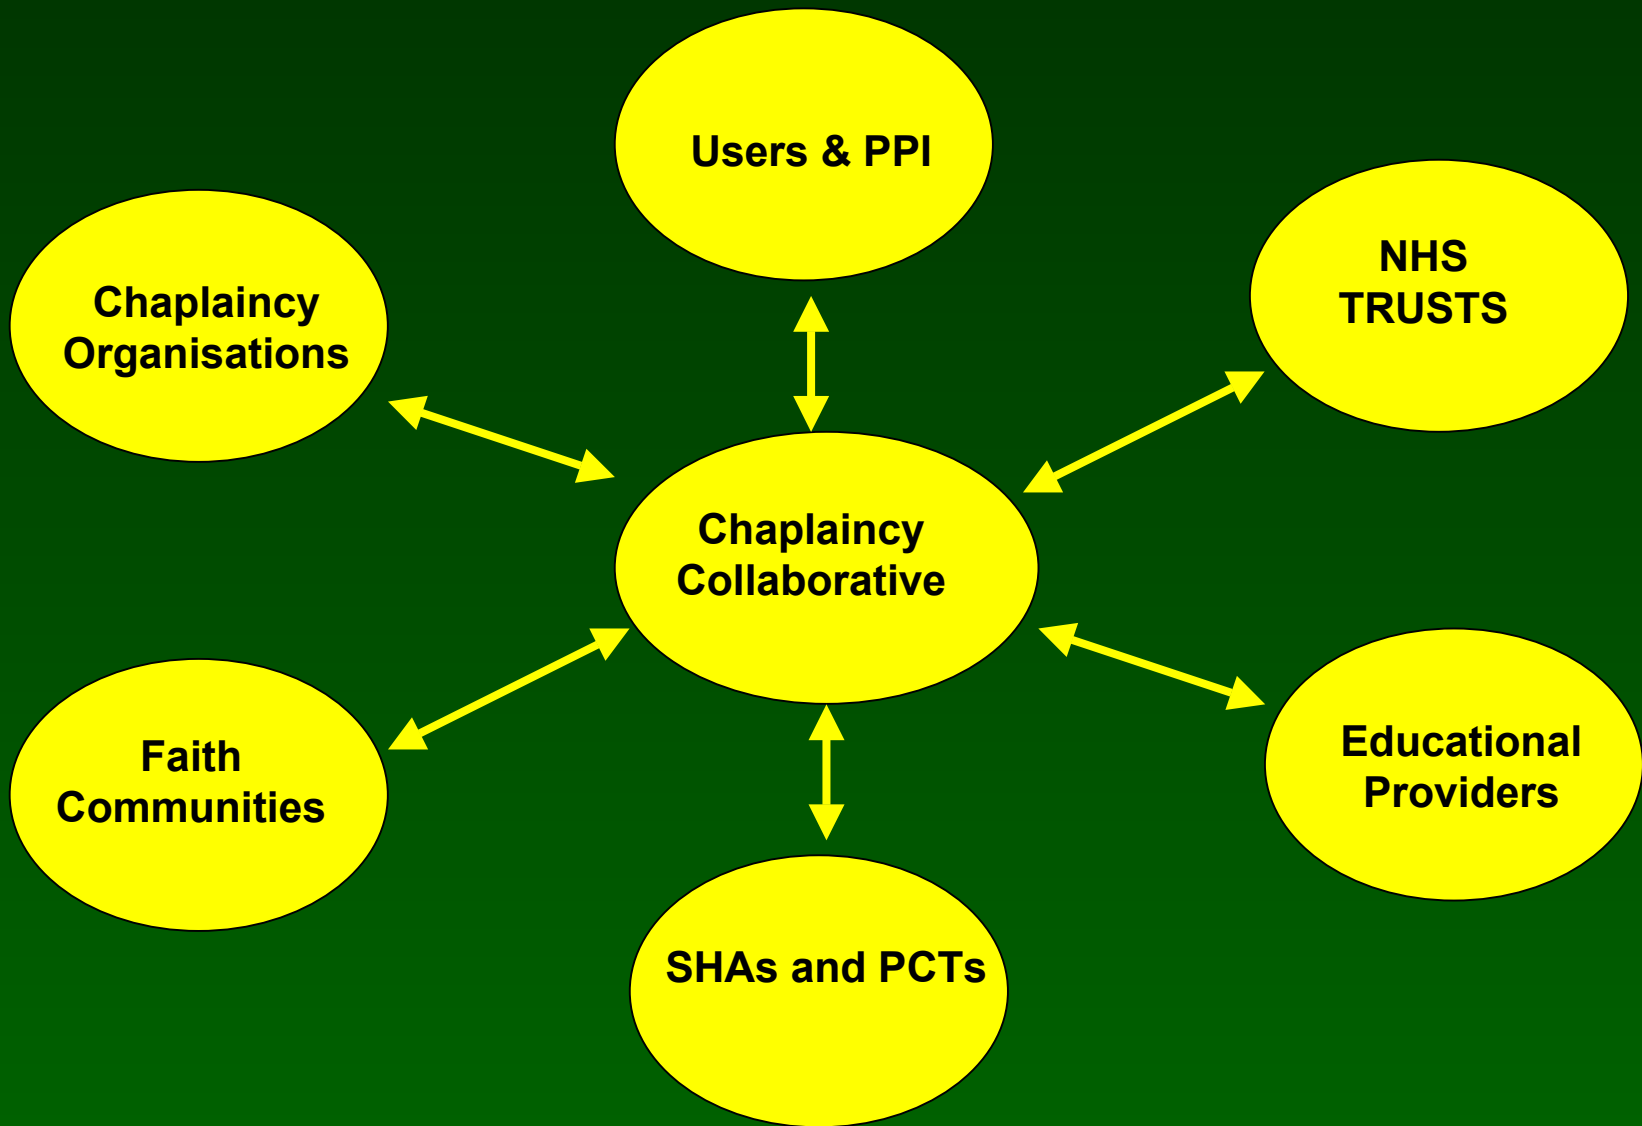 Users & PPI
NHS
TRUSTS
Chaplaincy
Organisations
Chaplaincy
Collaborative
Educational
Providers
Faith
Communities
SHAs and PCTs